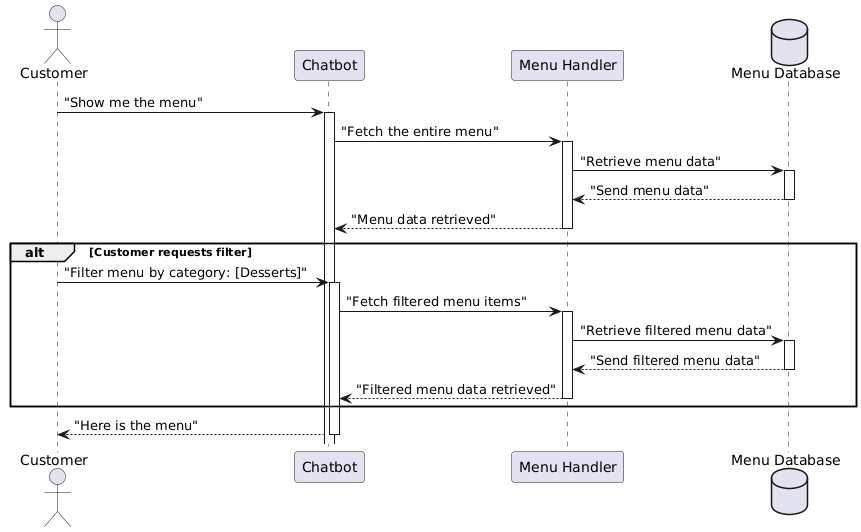 Customer
Chatbot
Menu Handler
Menu Database
"Show me the menu"
"Fetch the entire menu"
"Retrieve menu data"
"Send menu data"
"Menu data retrieved"
alt [Customer requests filter]
"Filter menu by category: [Desserts]"
"Fetch filtered menu items"
"Retrieve filtered menu data"
"Send filtered menu data"
"Filtered menu data retrieved"
"Here is the menu"
Customer
Chatbot
Menu Handler
Menu Database